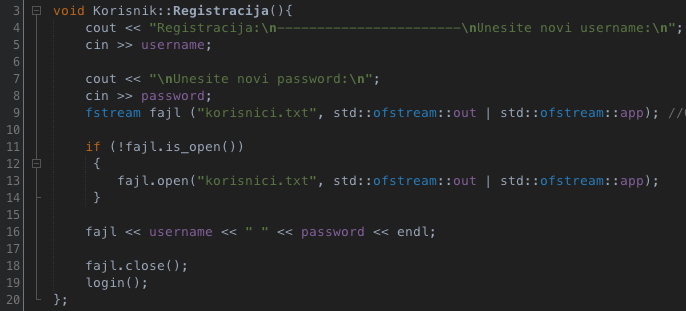 3 void Korisnik::Registracija(){
4 cout << "Registracija:\n-----------------------\nUnesite novi username:\n";
5 cin >> username;
6
7 cout << "\nUnesite novi password:\n";
8 cin >> password;
9 fstream fajl ("korisnici.txt", std::ofstream::out | std::ofstream::app); //
10
11 if (!fajl.is_open())
12 {
13 fajl.open("korisnici.txt", std::ofstream::out | std::ofstream::app);
14 }
15
16 fajl << username << " " << password << endl;
17
18 fajl.close();
19 login();
20 };